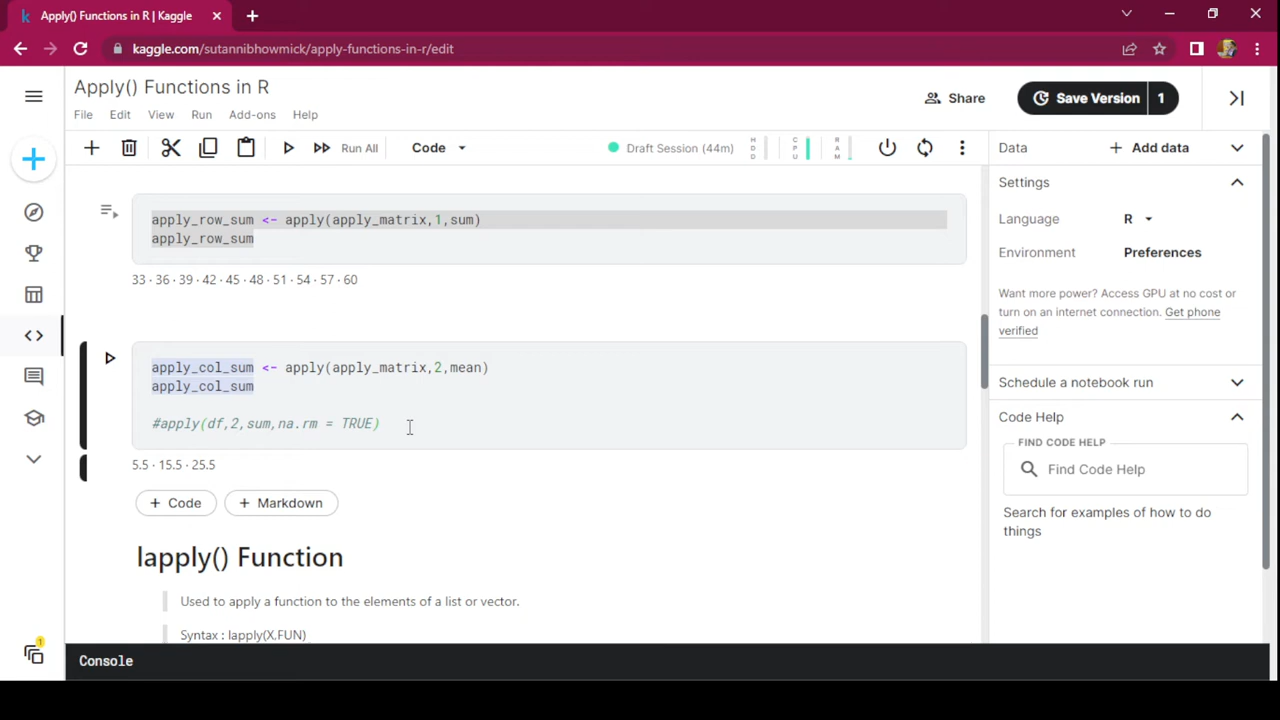 Apply() Functions in R | Kaggle
kaggle.com/sutannibhowmick/apply-functions-in-r/edit
Apply() Functions in R
File Edit View Run Add-ons Help
Share
Save Version 1
Run All
Code
Draft Session (44m)
HDD
CPU
RAM
Data
Add data
Settings
Language R
Environment Preferences
Want more power? Access GPU at no cost or
turn on an internet connection. Get phone
verified
Schedule a notebook run
Code Help
FIND CODE HELP
Find Code Help
Search for examples of how to do
things
apply_row_sum <- apply(apply_matrix,1,sum)
apply_row_sum
33 · 36 · 39 · 42 · 45 · 48 · 51 · 54 · 57 · 60
apply_col_sum <- apply(apply_matrix,2,mean)
apply_col_sum
#apply(df,2,sum,na.rm = TRUE)
5.5 · 15.5 · 25.5
+ Code + Markdown
lapply() Function
Used to apply a function to the elements of a list or vector.
Syntax : lapply(X.FUN)
Console
1